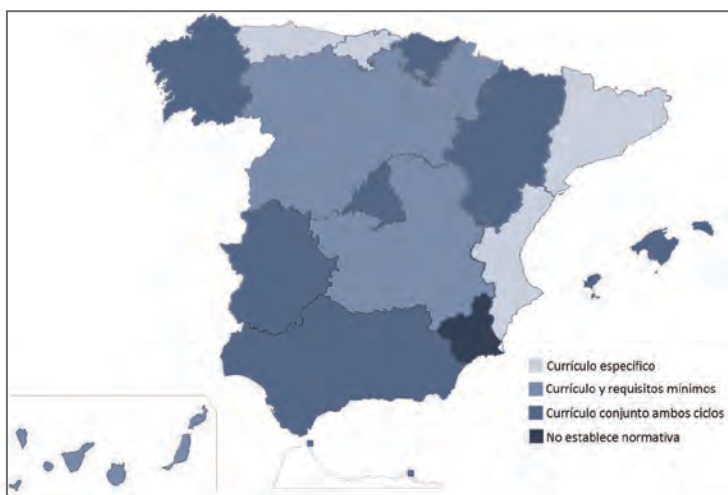 Currículo específico
Currículo y requisitos mínimos
Currículo conjunto ambos ciclos
No establece normativa